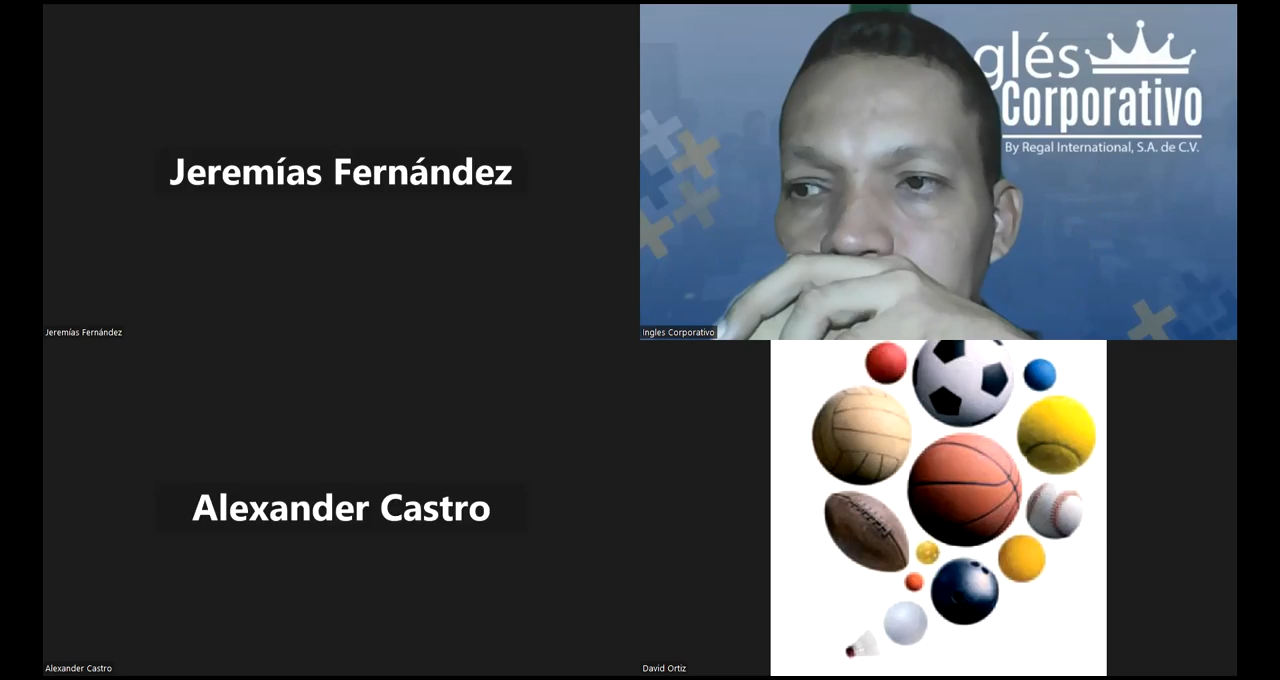 Jeremías Fernández
Jeremías Fernández
glés
Corporativo
By Regal International, S.A. de C.V.
Ingles Corporativo
Alexander Castro
Alexander Castro
David Ortiz